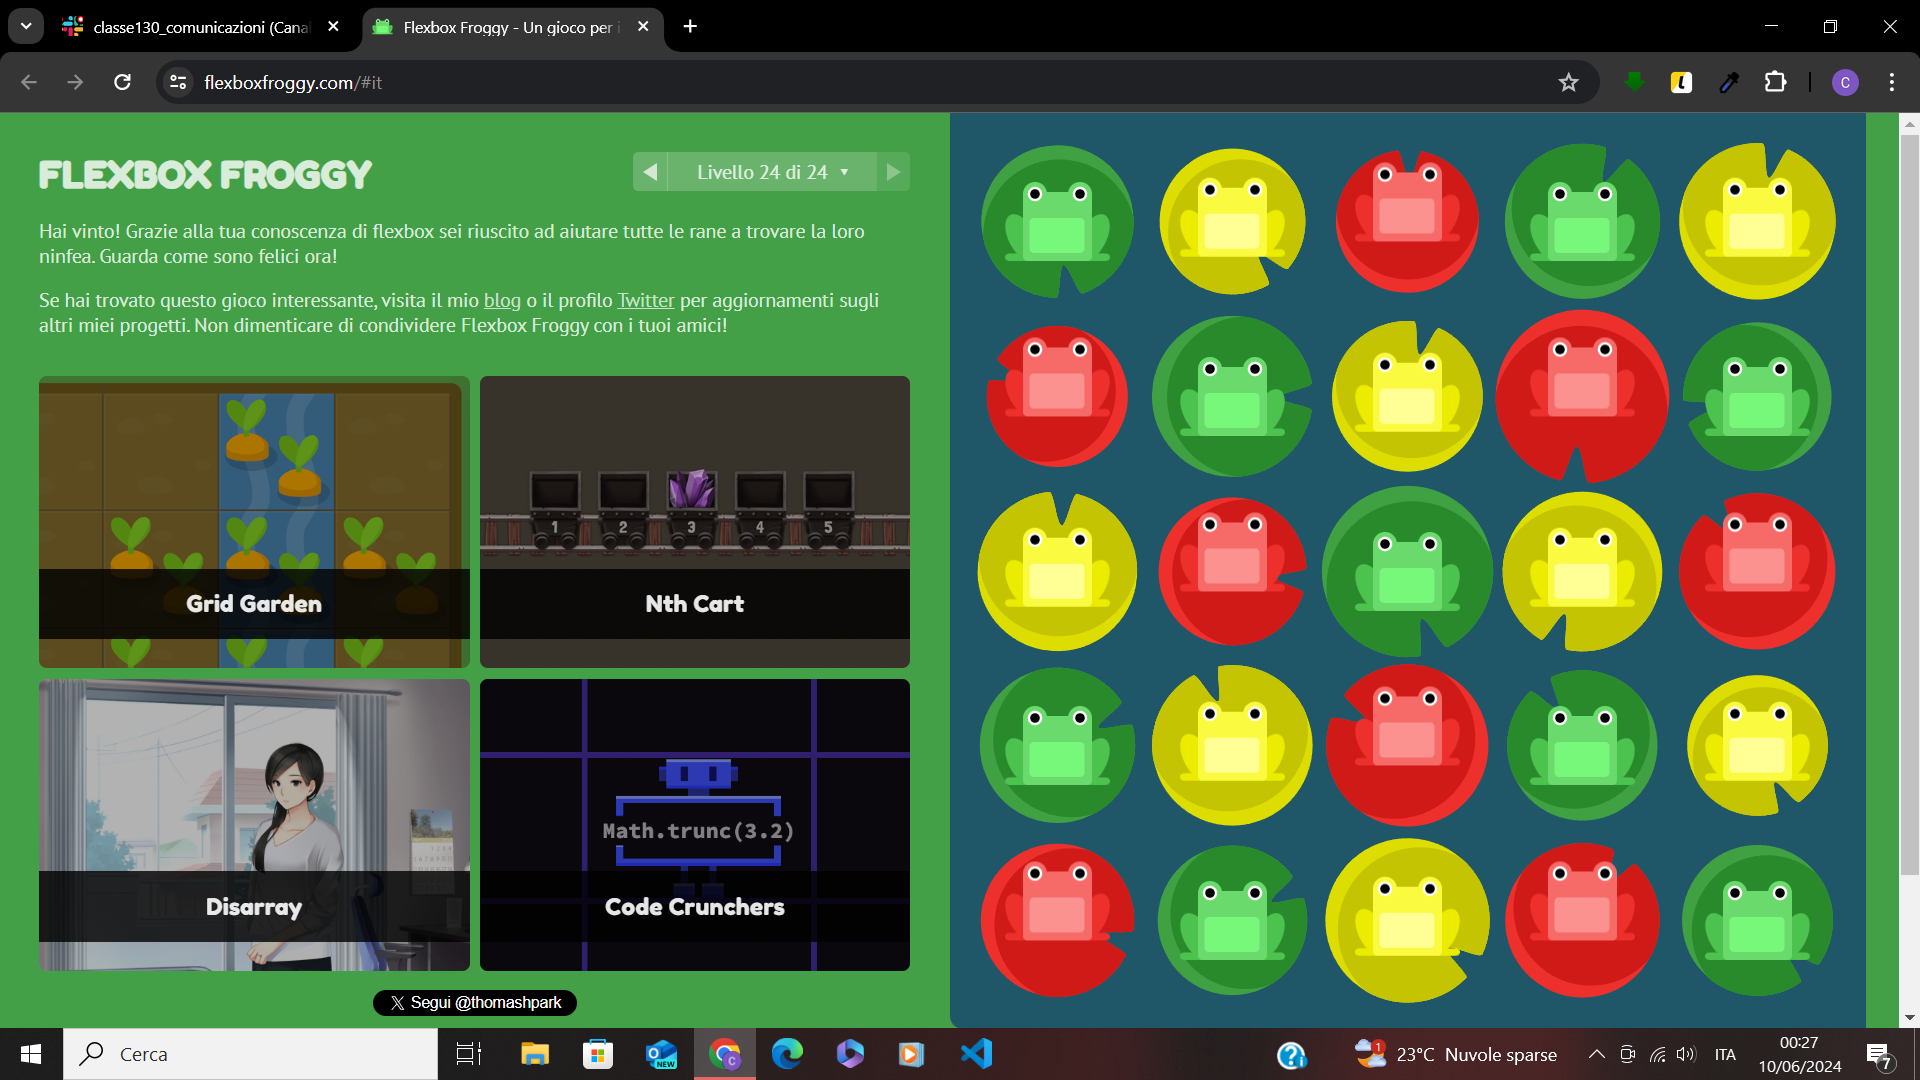 classe130_comunicazioni (Cana
Flexbox Froggy - Un gioco per i
flexboxfroggy.com/#it
C
FLEXBOX FROGGY
Livello 24 di 24
Hai vinto! Grazie alla tua conoscenza di flexbox sei riuscito ad aiutare tutte le rane a trovare la loro
ninfea. Guarda come sono felici ora!
Se hai trovato questo gioco interessante, visita il mio blog o il profilo Twitter per aggiornamenti sugli
altri miei progetti. Non dimenticare di condividere Flexbox Froggy con i tuoi amici!
1 2 3 4 5
Grid Garden
Nth Cart
Math.trunc(3.2)
Disarray
Code Crunchers
Segui @thomashpark
Cerca
NEW
C
1
23°C Nuvole sparse
ITA
00:27
10/06/2024
7